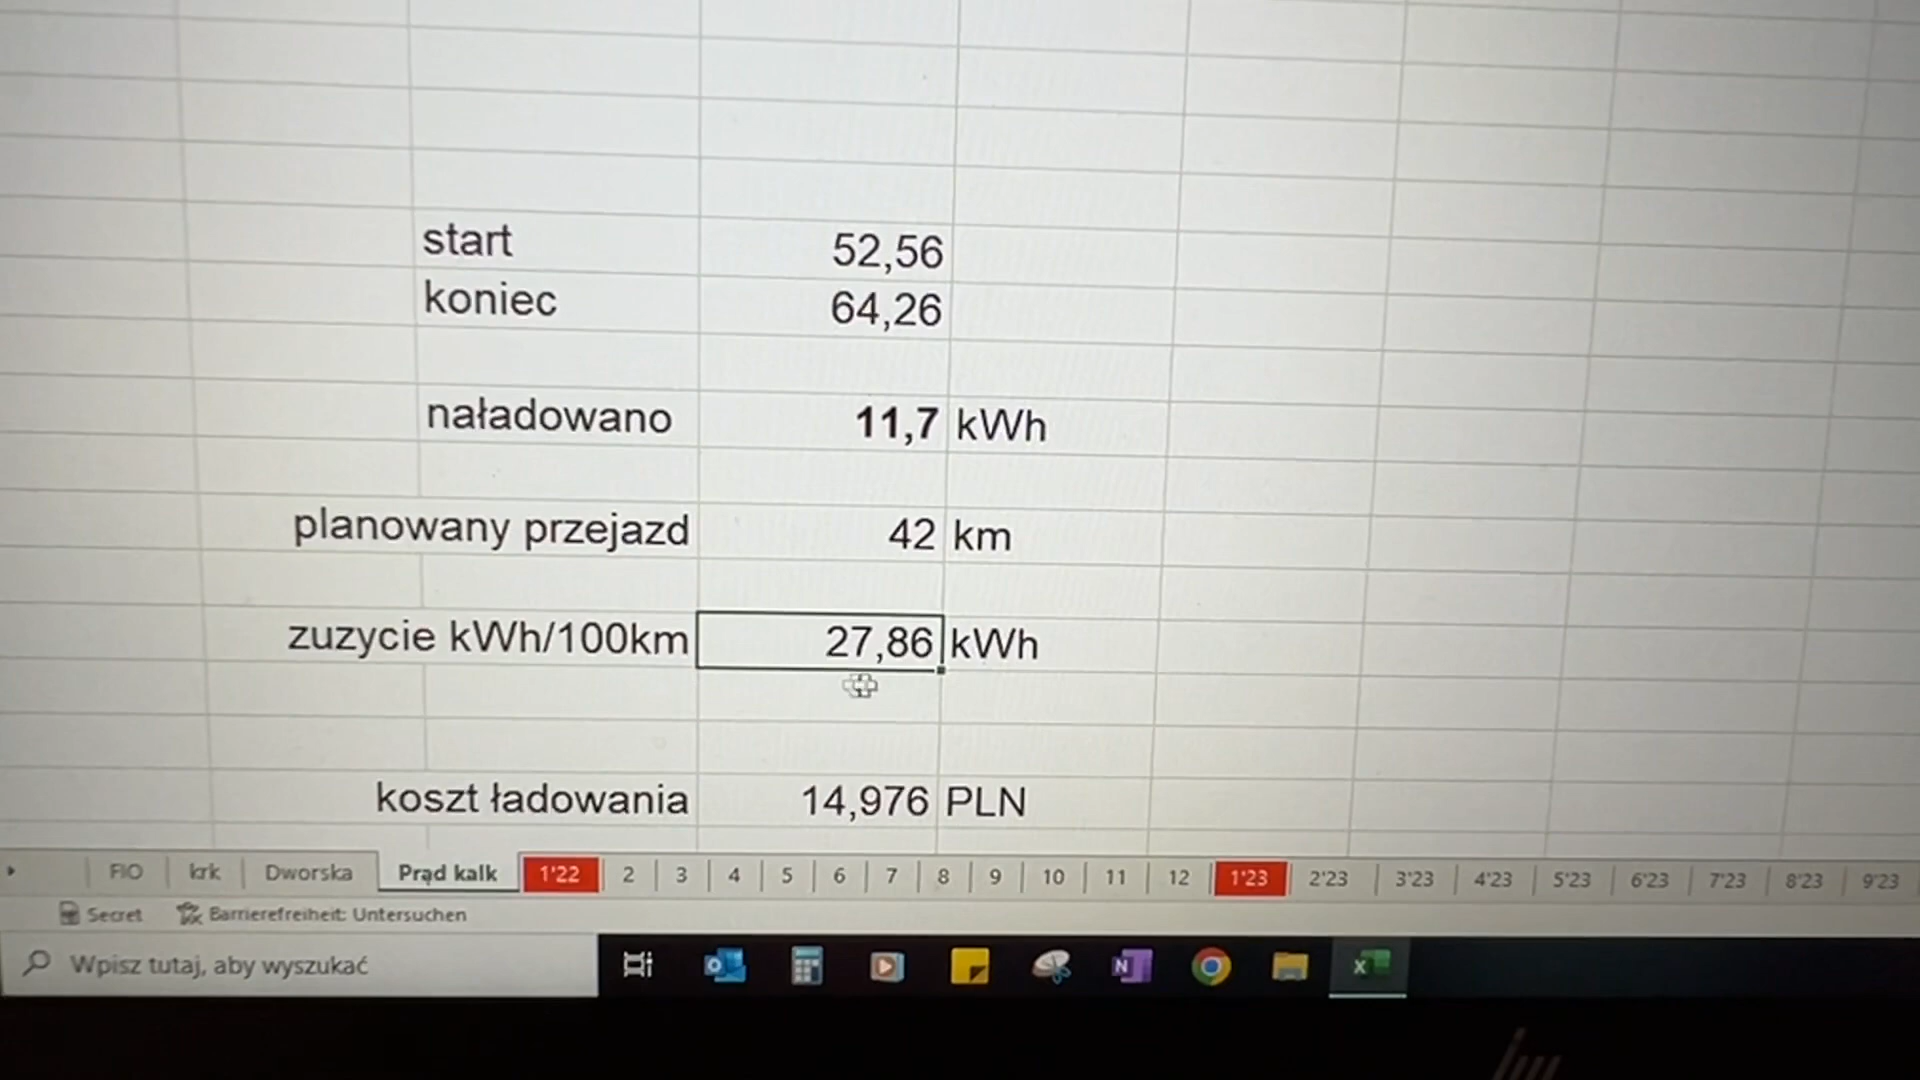 start 52,56
koniec 64,26
naładowano 11,7 kWh
planowany przejazd 42 km
zuzycie kWh/100km 27,86 kWh
koszt ładowania 14,976 PLN
FIO krk Dworska Prąd kalk 1'22 2 3 4 5 6 7 8 9 10 11 12 1'23 2'23 3'23 4'23 5'23 6'23 7'23 8'23 9'23
Secret Barrierefreiheit: Untersuchen
Wpisz tutaj, aby wyszukać